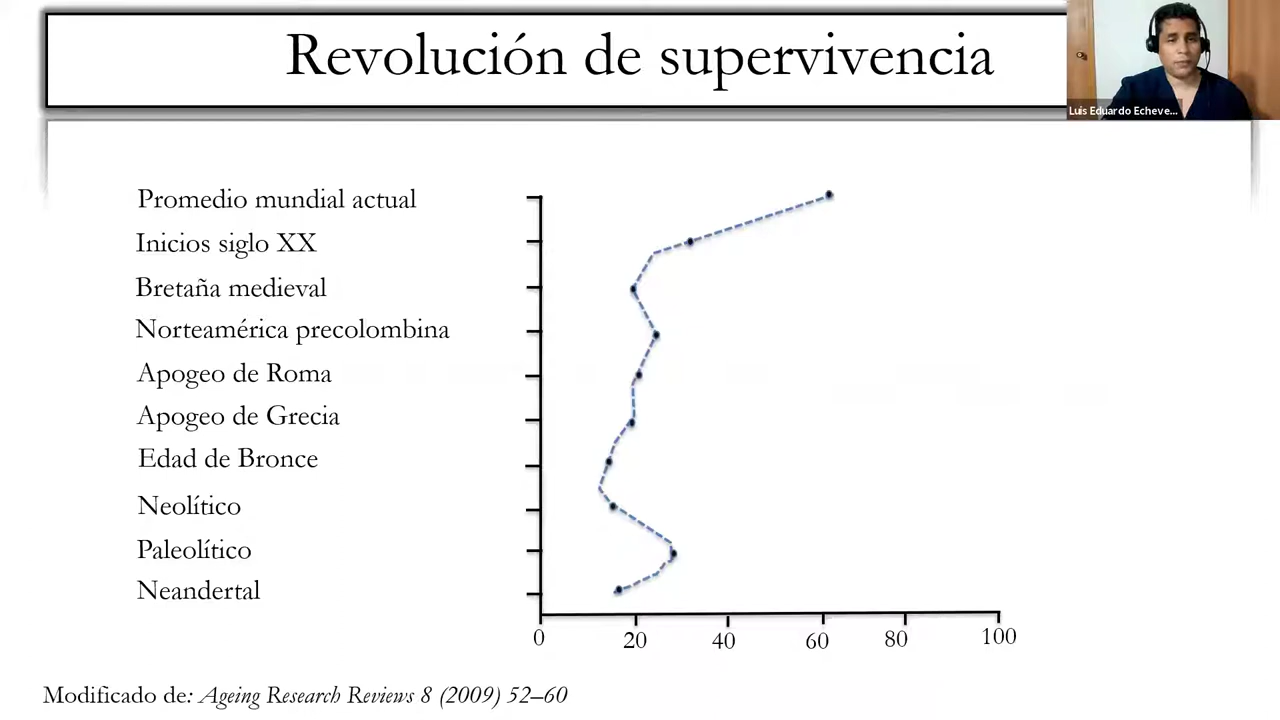 Revolución de supervivencia
Luis Eduardo Echeve...
Promedio mundial actual
Inicios siglo XX
Bretaña medieval
Norteamérica precolombina
Apogeo de Roma
Apogeo de Grecia
Edad de Bronce
Neolítico
Paleolítico
Neandertal
0 20 40 60 80 100
Modificado de: Ageing Research Reviews 8 (2009) 52–60